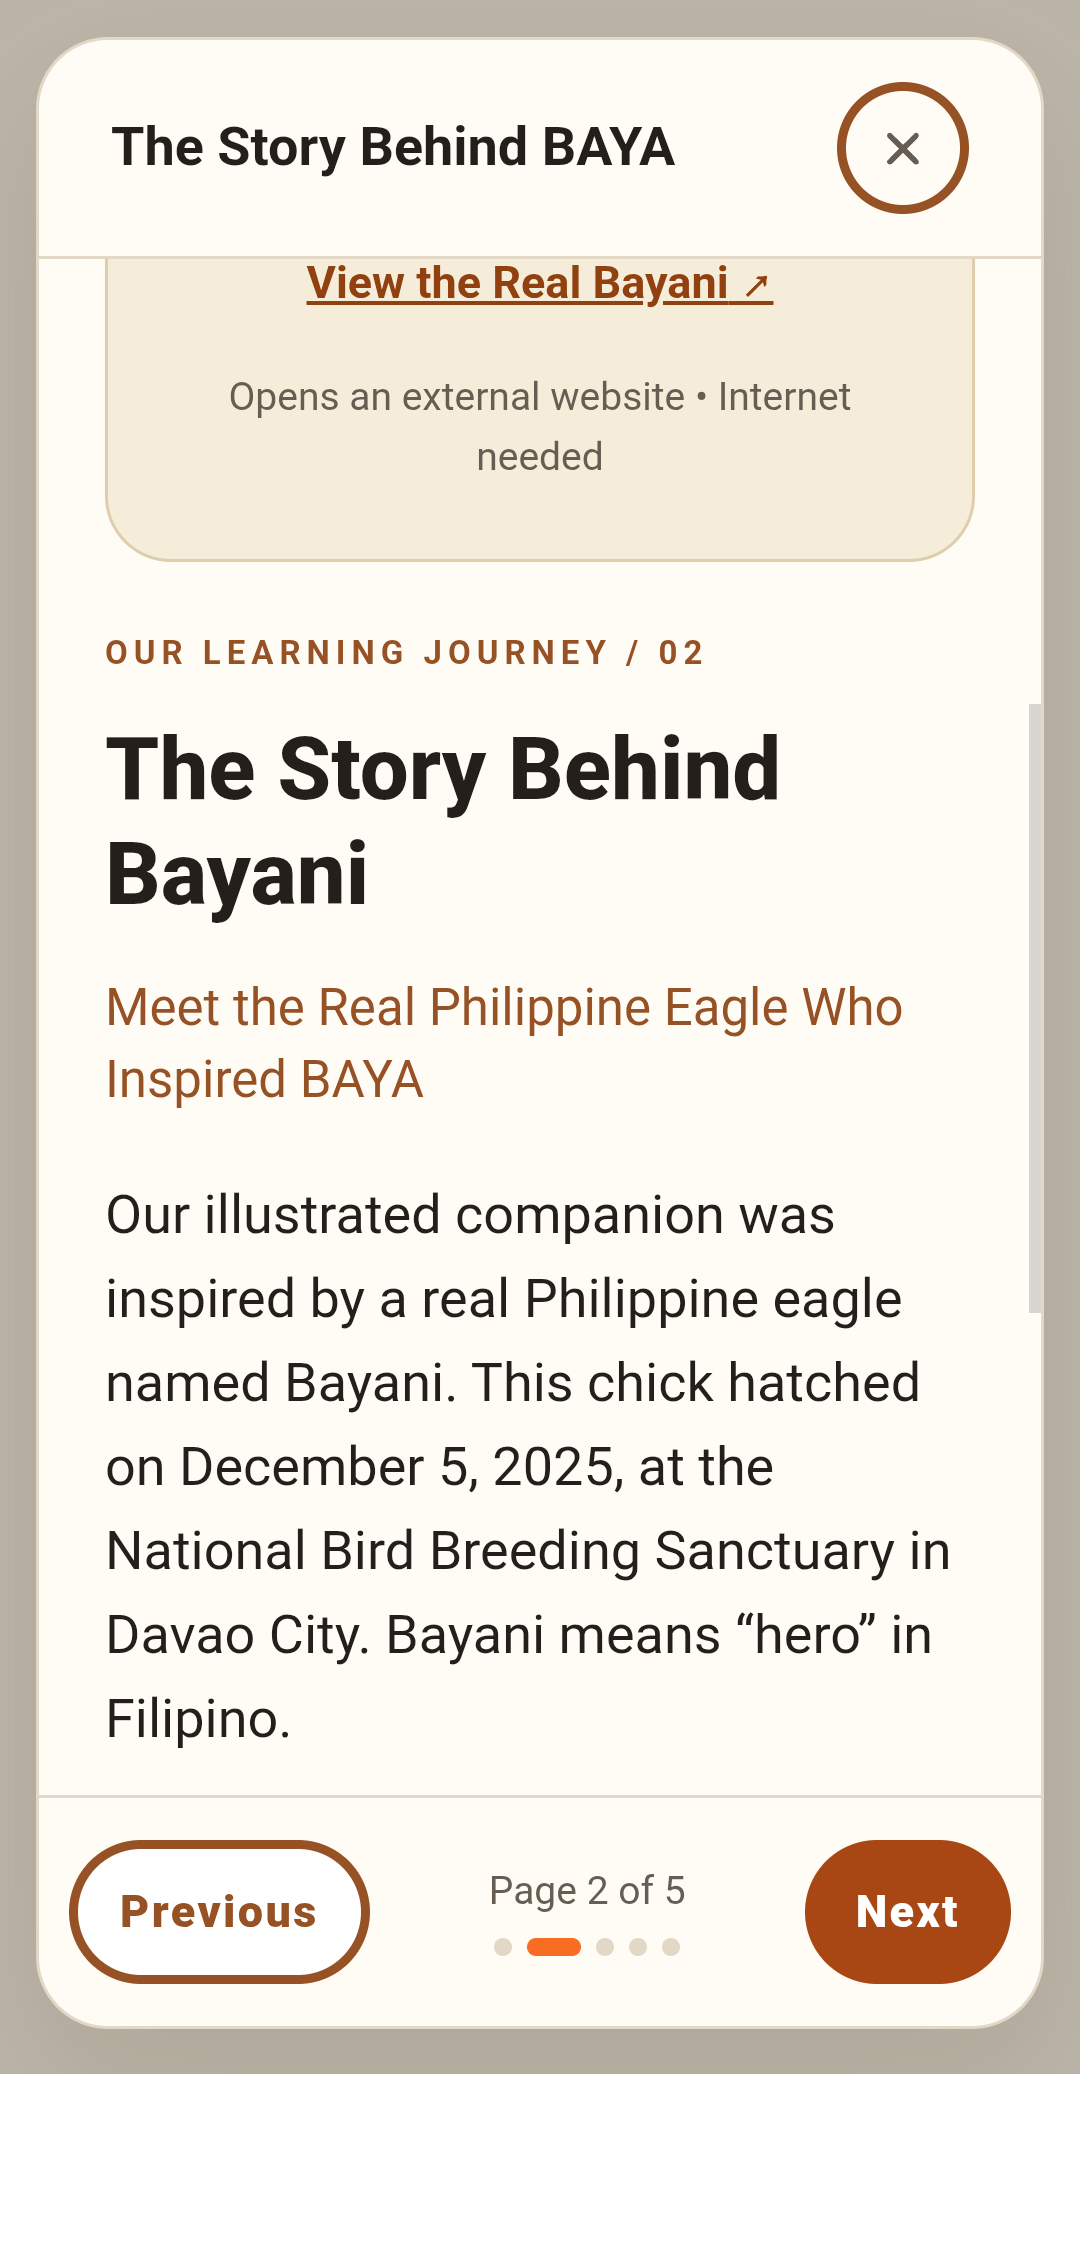 The Story Behind BAYA
View the Real Bayani ↗
Opens an external website • Internet
needed
OUR LEARNING JOURNEY / 02
The Story Behind
Bayani
Meet the Real Philippine Eagle Who
Inspired BAYA
Our illustrated companion was
inspired by a real Philippine eagle
named Bayani. This chick hatched
on December 5, 2025, at the
National Bird Breeding Sanctuary in
Davao City. Bayani means “hero” in
Filipino.
Previous
Page 2 of 5
Next